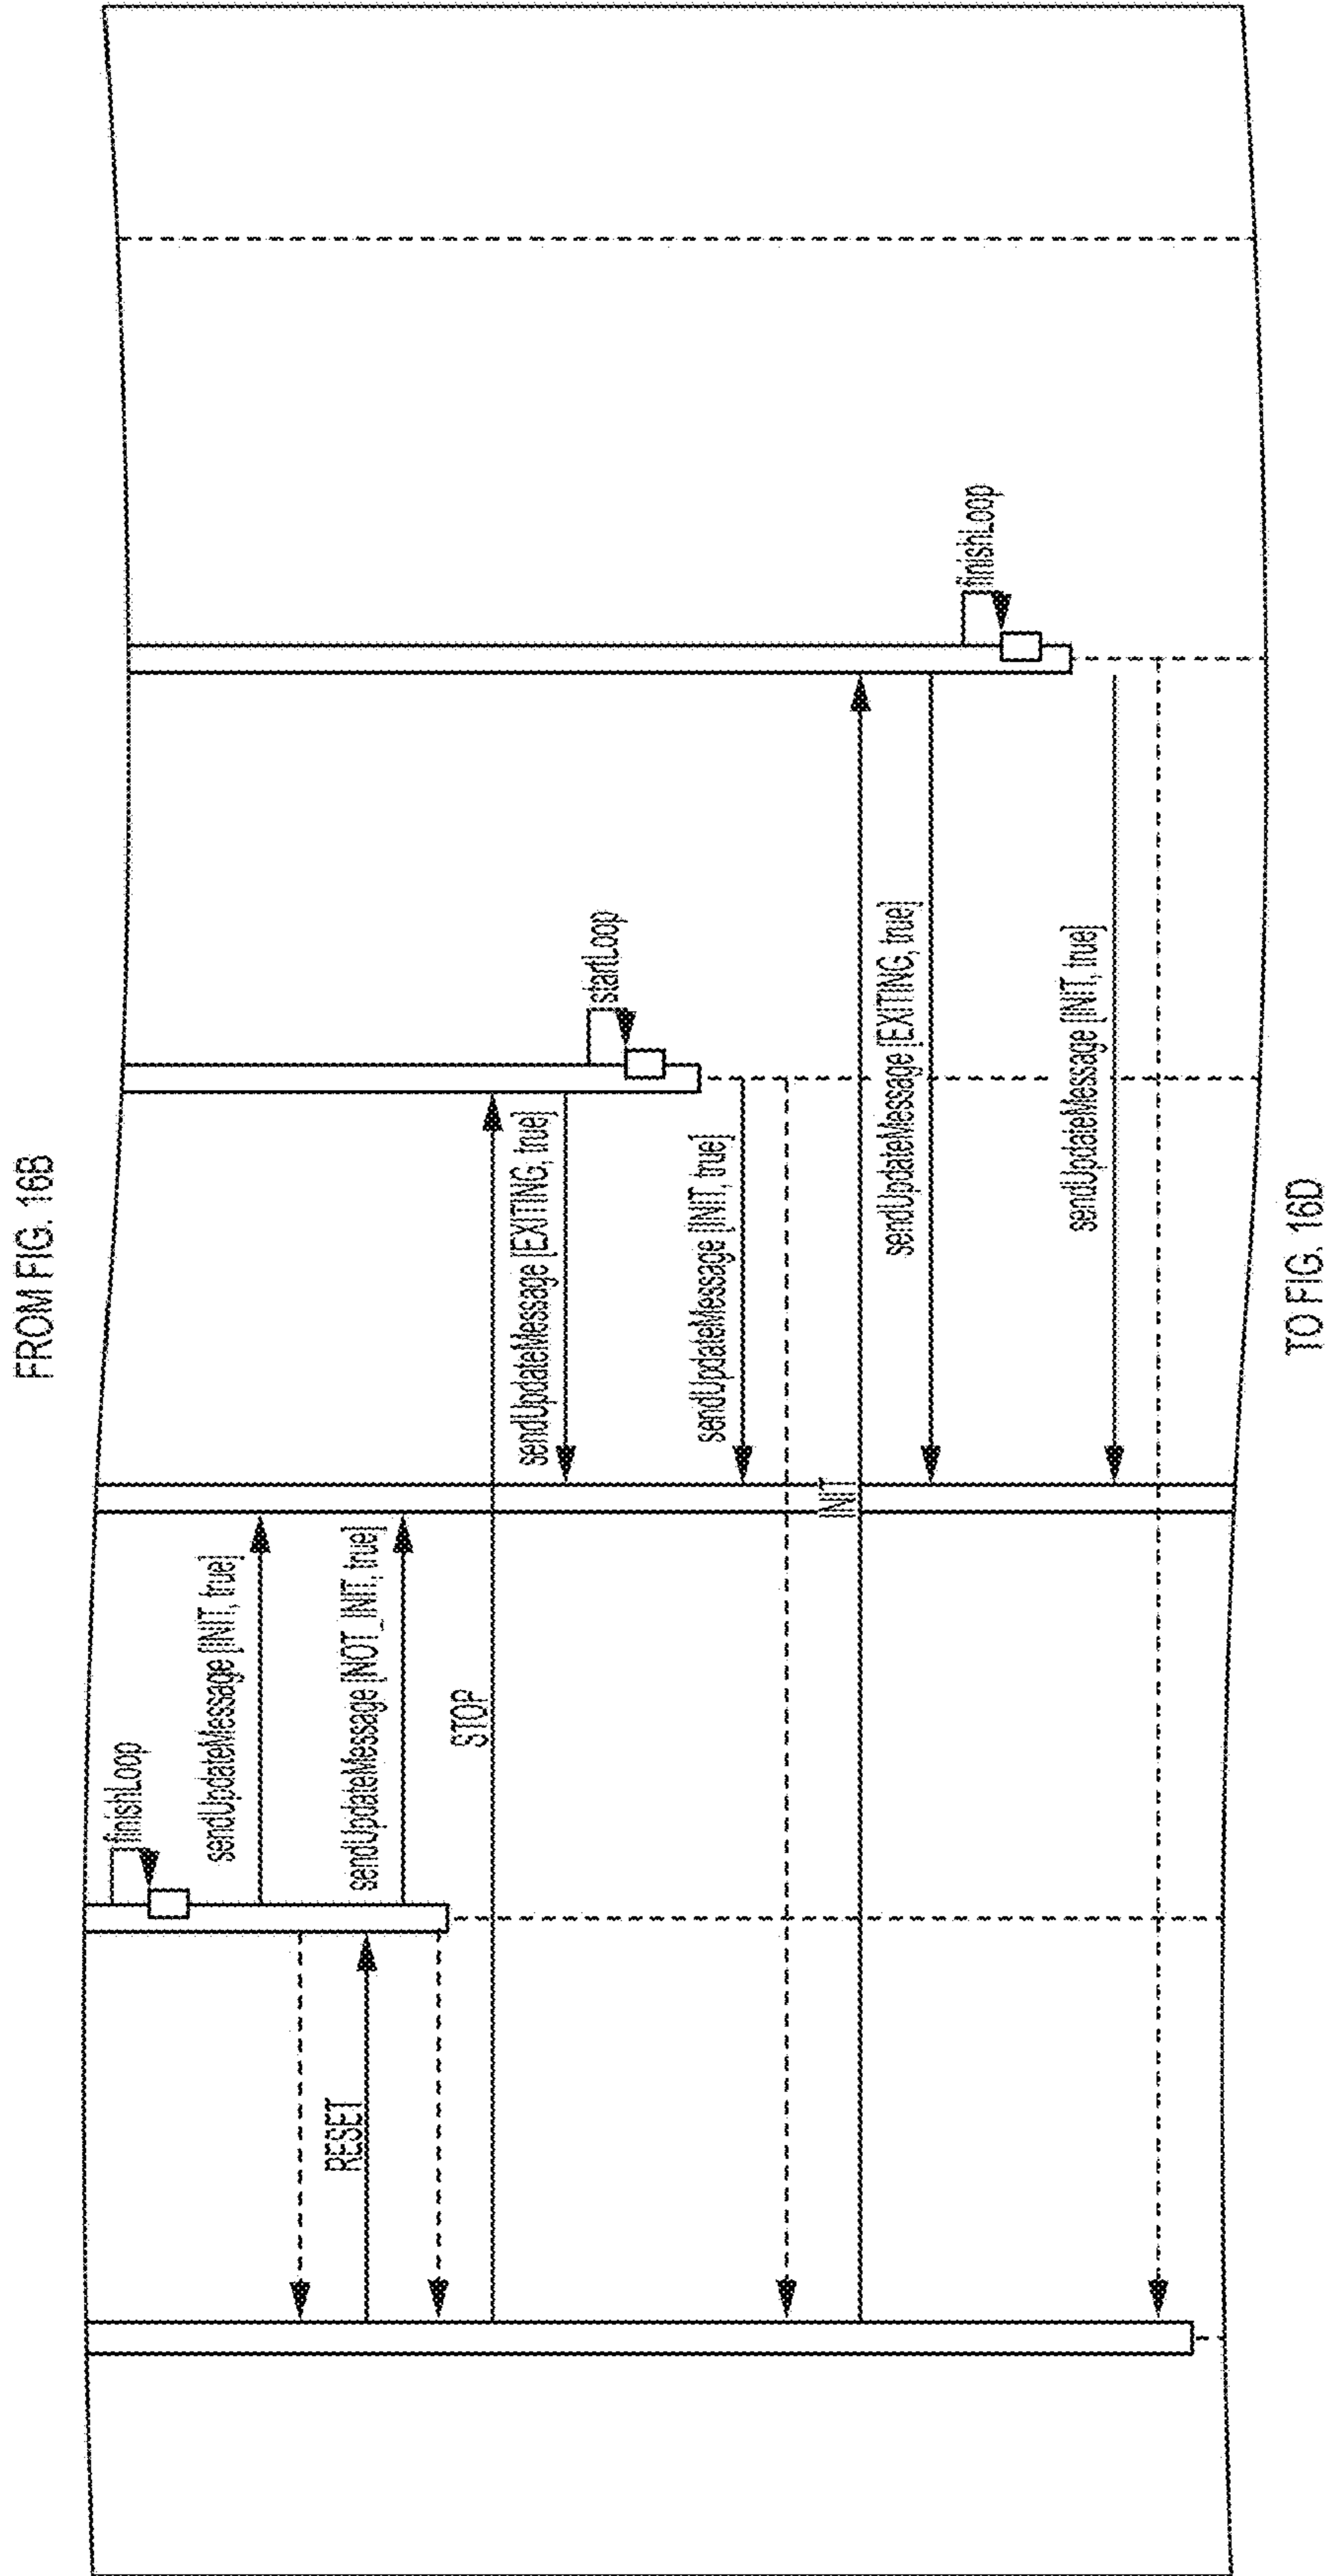 FROM FIG. 16B
finishLoop
sendUpdateMessage [INIT, true]
RESET
sendUpdateMessage [NOT_INIT, true]
STOP
sendUpdateMessage [EXITING, true]
startLoop
sendUpdateMessage [INIT, true]
INIT
sendUpdateMessage [EXITING, true]
finishLoop
sendUpdateMessage [INIT, true]
TO FIG. 16D